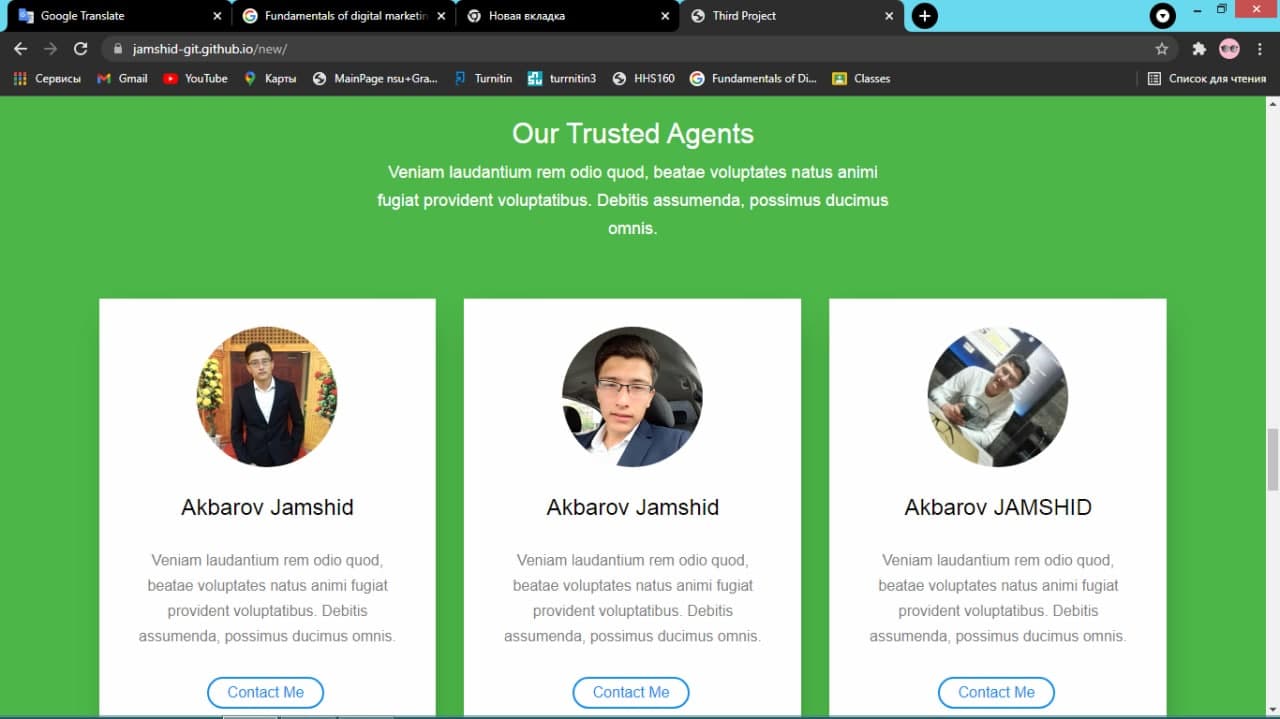 Google Translate
Fundamentals of digital marketin
Новая вкладка
Third Project
jamshid-git.github.io/new/
Сервисы
Gmail
YouTube
Карты
MainPage nsu+Gra...
Turnitin
turrnitin3
HHS160
Fundamentals of Di...
Classes
Список для чтения
Our Trusted Agents
Veniam laudantium rem odio quod, beatae voluptates natus animi
fugiat provident voluptatibus. Debitis assumenda, possimus ducimus
omnis.
Akbarov Jamshid
Veniam laudantium rem odio quod,
beatae voluptates natus animi fugiat
provident voluptatibus. Debitis
assumenda, possimus ducimus omnis.
Contact Me
Akbarov Jamshid
Veniam laudantium rem odio quod,
beatae voluptates natus animi fugiat
provident voluptatibus. Debitis
assumenda, possimus ducimus omnis.
Contact Me
Akbarov JAMSHID
Veniam laudantium rem odio quod,
beatae voluptates natus animi fugiat
provident voluptatibus. Debitis
assumenda, possimus ducimus omnis.
Contact Me